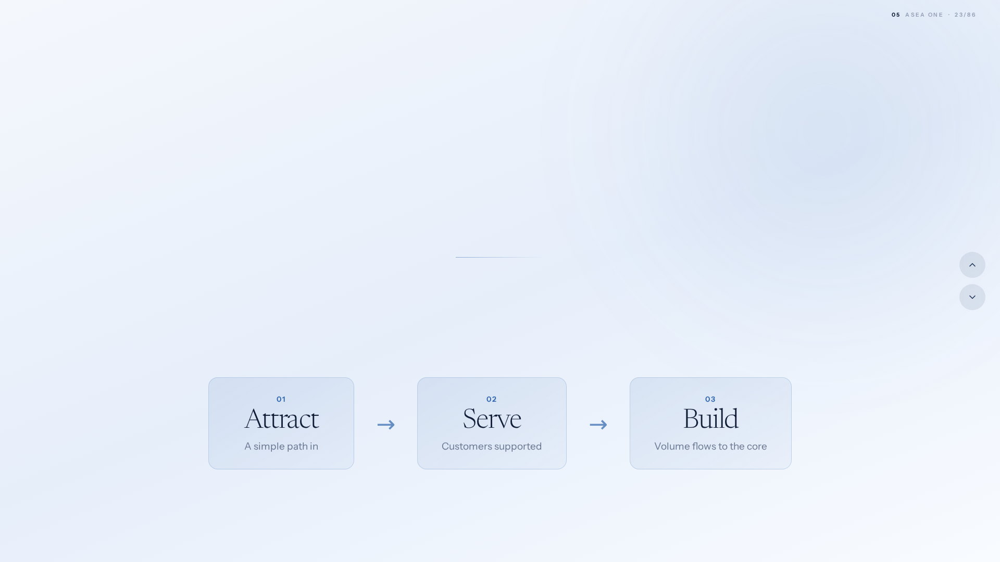 05 ASEA ONE · 23/86
01
Attract
A simple path in
→
02
Serve
Customers supported
→
03
Build
Volume flows to the core